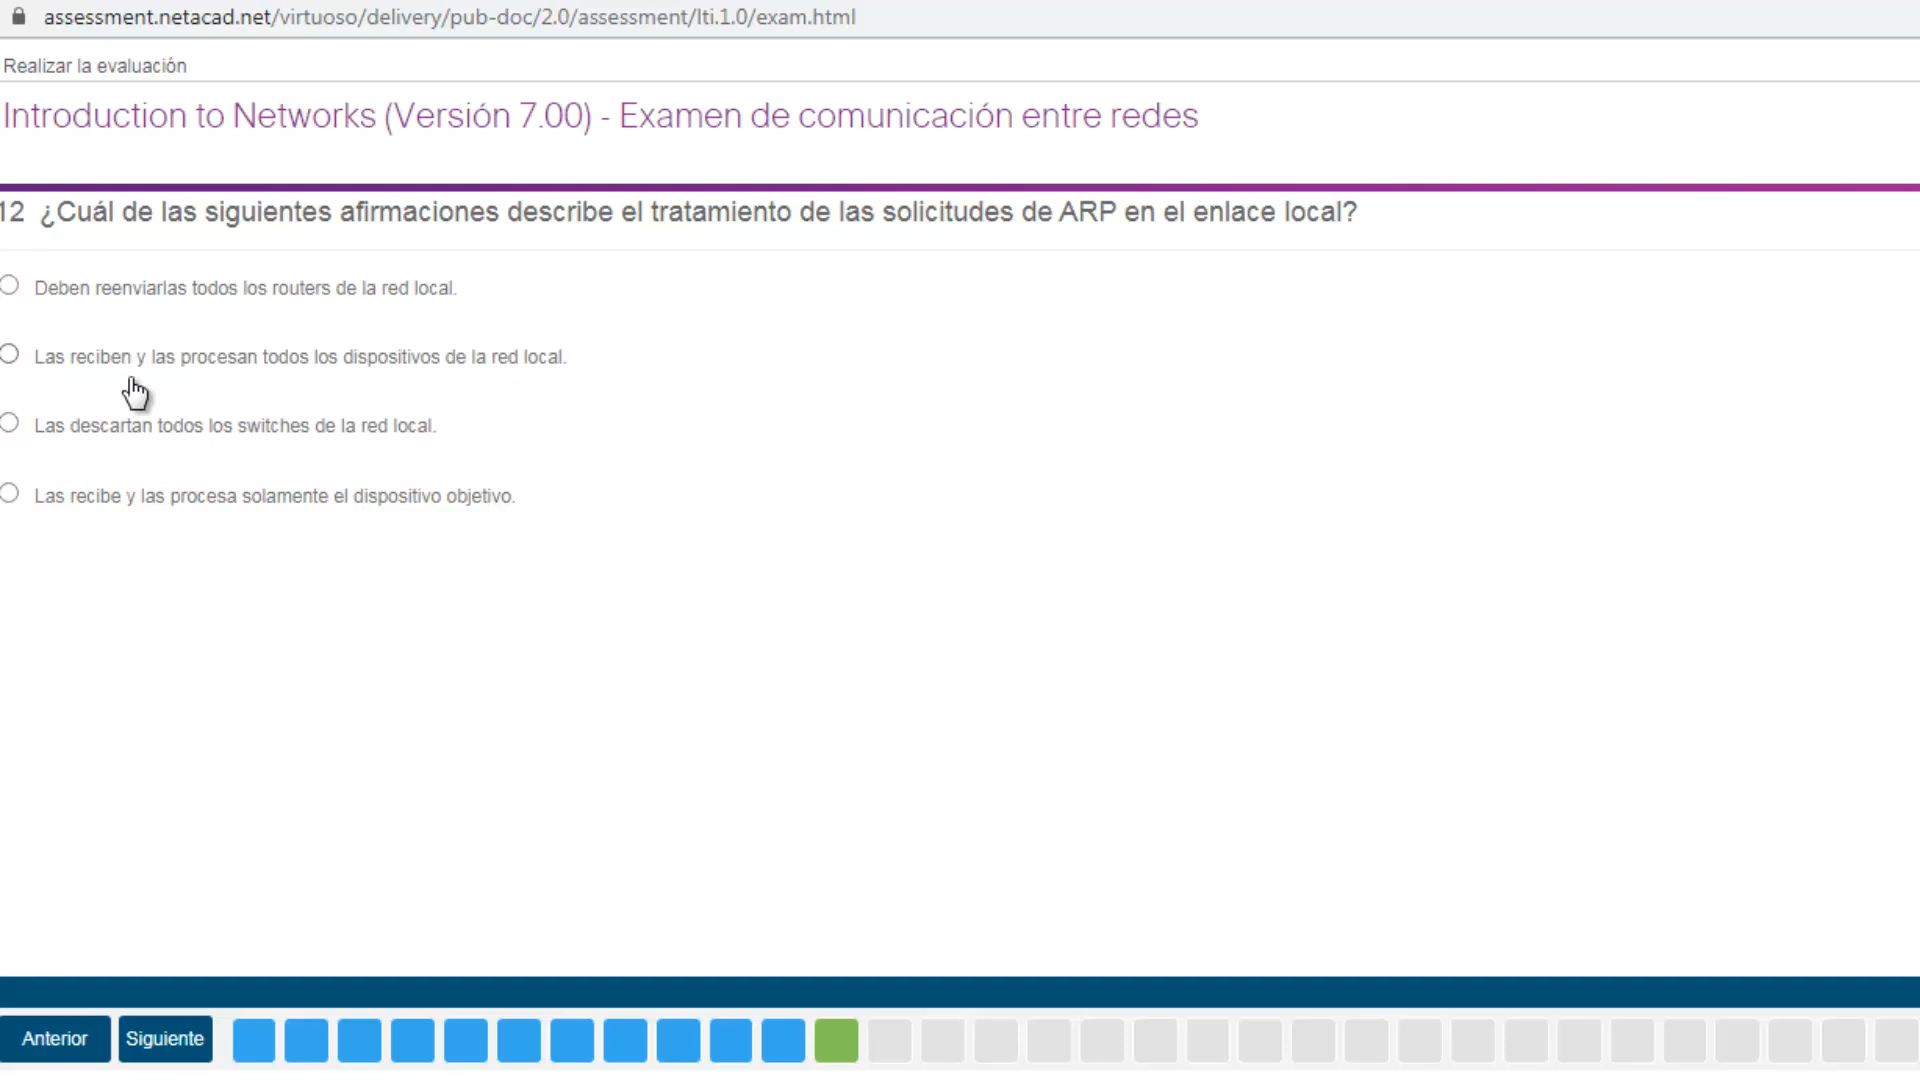 assessment.netacad.net/virtuoso/delivery/pub-doc/2.0/assessment/lti.1.0/exam.html
Realizar la evaluación
Introduction to Networks (Versión 7.00) - Examen de comunicación entre redes
12 ¿Cuál de las siguientes afirmaciones describe el tratamiento de las solicitudes de ARP en el enlace local?
Deben reenviarlas todos los routers de la red local.
Las reciben y las procesan todos los dispositivos de la red local.
Las descartan todos los switches de la red local.
Las recibe y las procesa solamente el dispositivo objetivo.
Anterior Siguiente